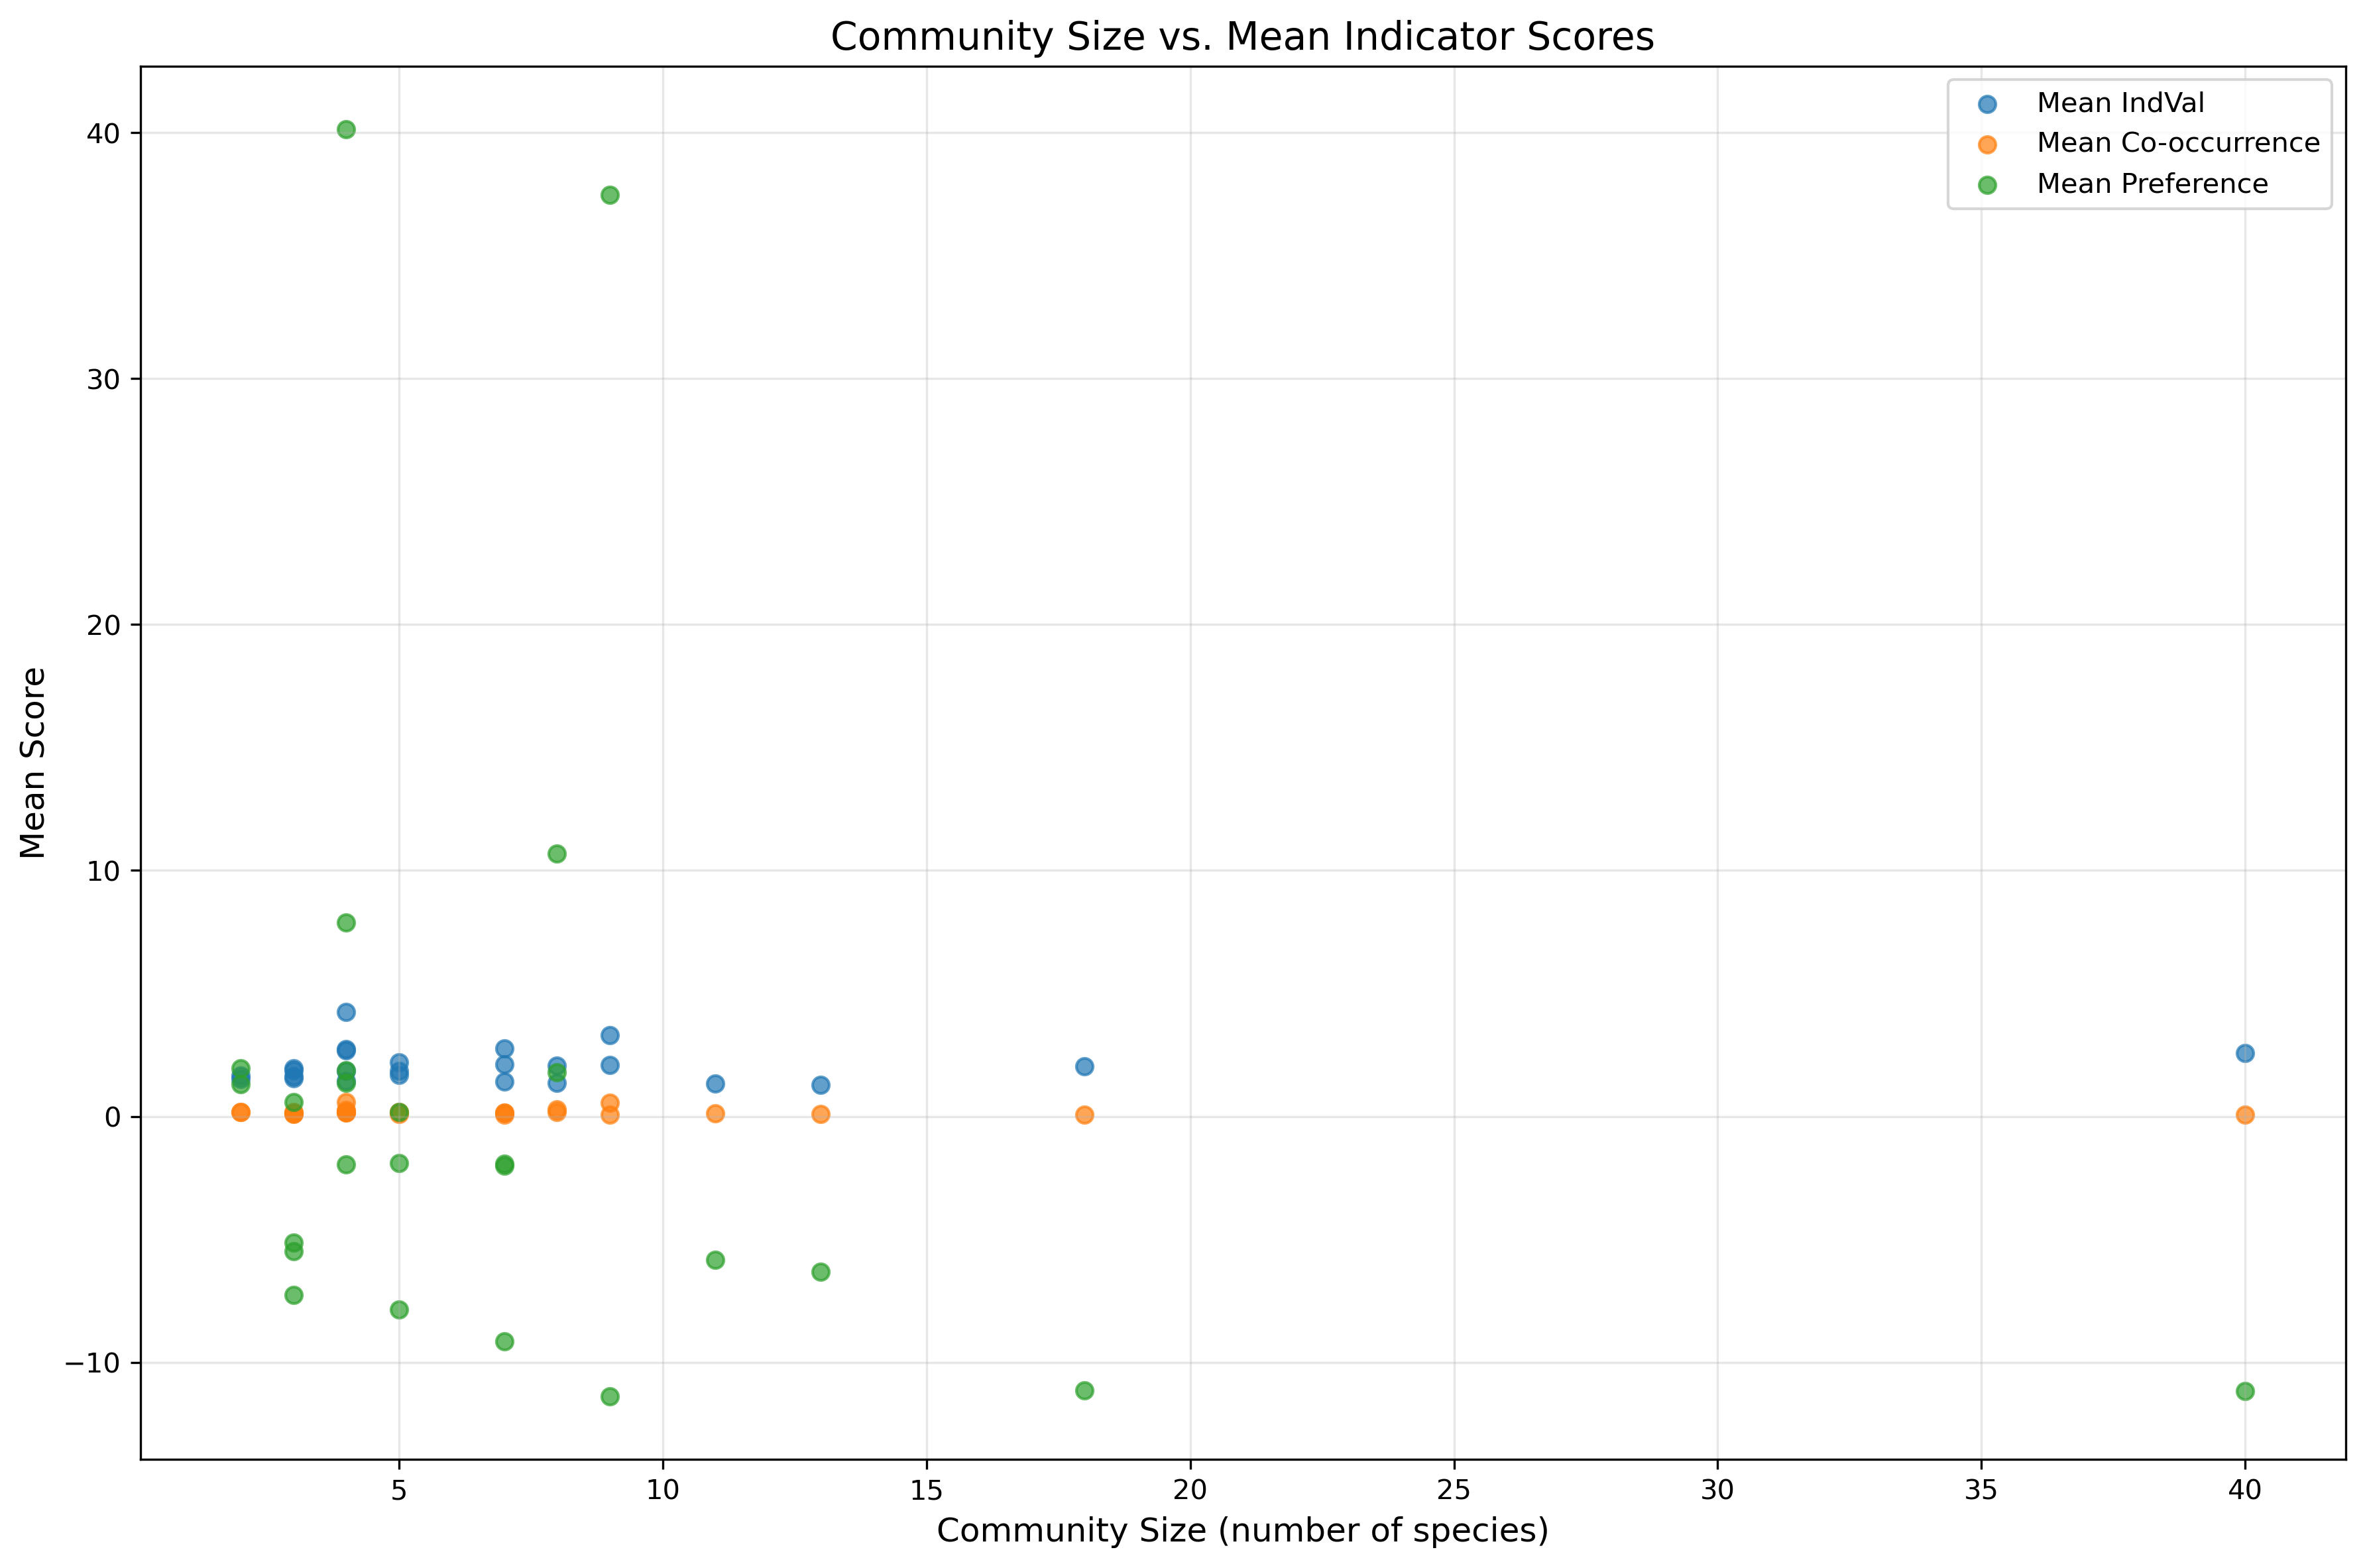 Community Size vs. Mean Indicator Scores
Mean IndVal
Mean Co-occurrence
Mean Preference
Mean Score
40
30
20
10
0
−10
5 10 15 20 25 30 35 40
Community Size (number of species)